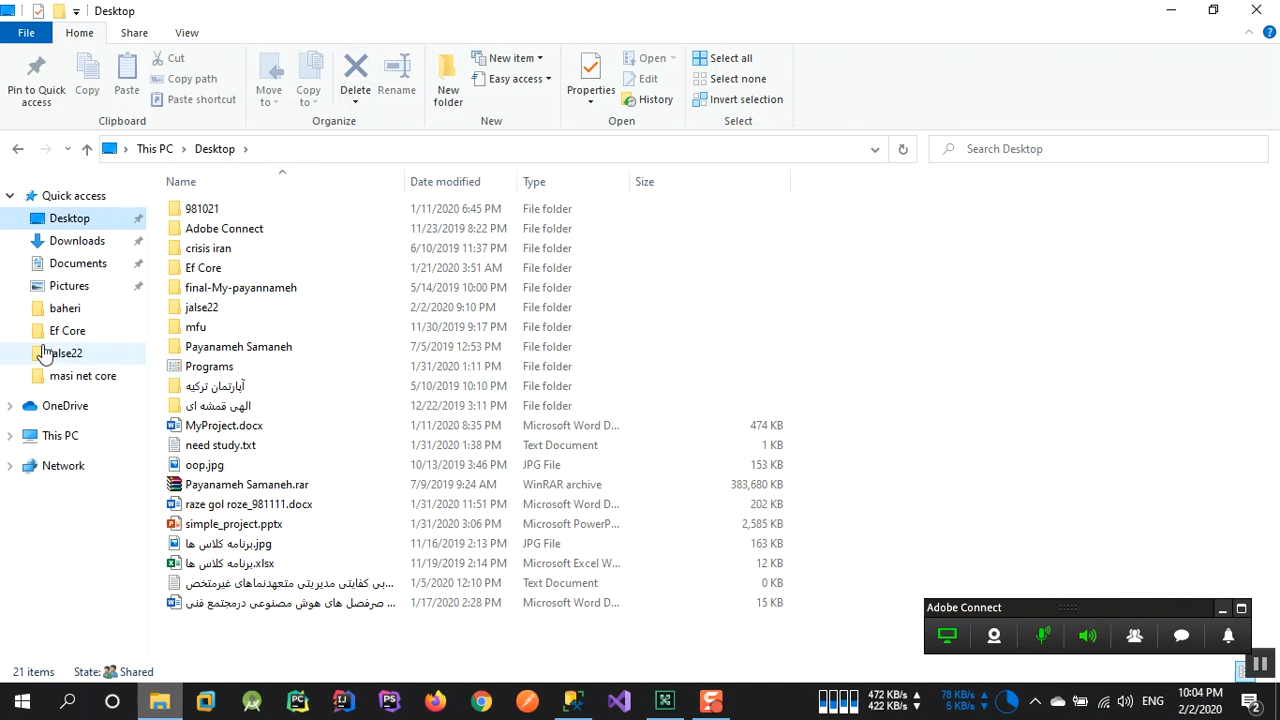 Desktop
File Home Share View
Pin to Quick access
Copy
Paste
Cut
Copy path
Paste shortcut
Clipboard
Move to
Copy to
Delete
Rename
Organize
New folder
New item
Easy access
New
Properties
Open
Edit
History
Open
Select all
Select none
Invert selection
Select
This PC > Desktop >
Search Desktop
Name Date modified Type Size
Quick access
Desktop
Downloads
Documents
Pictures
baheri
Ef Core
masi net core
OneDrive
This PC
Network
981021 1/11/2020 6:45 PM File folder
Adobe Connect 11/23/2019 8:22 PM File folder
crisis iran 6/10/2019 11:37 PM File folder
Ef Core 1/21/2020 3:51 AM File folder
final-My-payannameh 5/14/2019 10:00 PM File folder
jalse22 2/2/2020 9:10 PM File folder
mfu 11/30/2019 9:17 PM File folder
Payanameh Samaneh 7/5/2019 12:53 PM File folder
Programs 1/31/2020 1:11 PM File folder
آپارتمان ترکیه 5/10/2019 10:10 PM File folder
الهی قمشه ای 12/22/2019 3:11 PM File folder
MyProject.docx 1/11/2020 8:35 PM Microsoft Word D... 474 KB
need study.txt 1/31/2020 1:38 PM Text Document 1 KB
oop.jpg 10/13/2019 3:46 PM JPG File 153 KB
Payanameh Samaneh.rar 7/9/2019 9:24 AM WinRAR archive 383,680 KB
raze gol roze_981111.docx 1/31/2020 11:51 PM Microsoft Word D... 202 KB
simple_project.pptx 1/31/2020 3:06 PM Microsoft PowerP... 2,585 KB
برنامه کلاس ها.jpg 11/16/2019 2:13 PM JPG File 163 KB
برنامه کلاس ها.xlsx 11/19/2019 2:14 PM Microsoft Excel W... 12 KB
بی کفایتی مدیریتی متعهدنماهای غیرمتخص... 1/5/2020 12:10 PM Text Document 0 KB
صرفصل های هوش مصنوعی درمجتمع فنی ... 1/17/2020 2:28 PM Microsoft Word D... 15 KB
Adobe Connect
21 items State: Shared
472 KB/s
422 KB/s
78 KB/s
5 KB/s
ENG
10:04 PM
2/2/2020
2